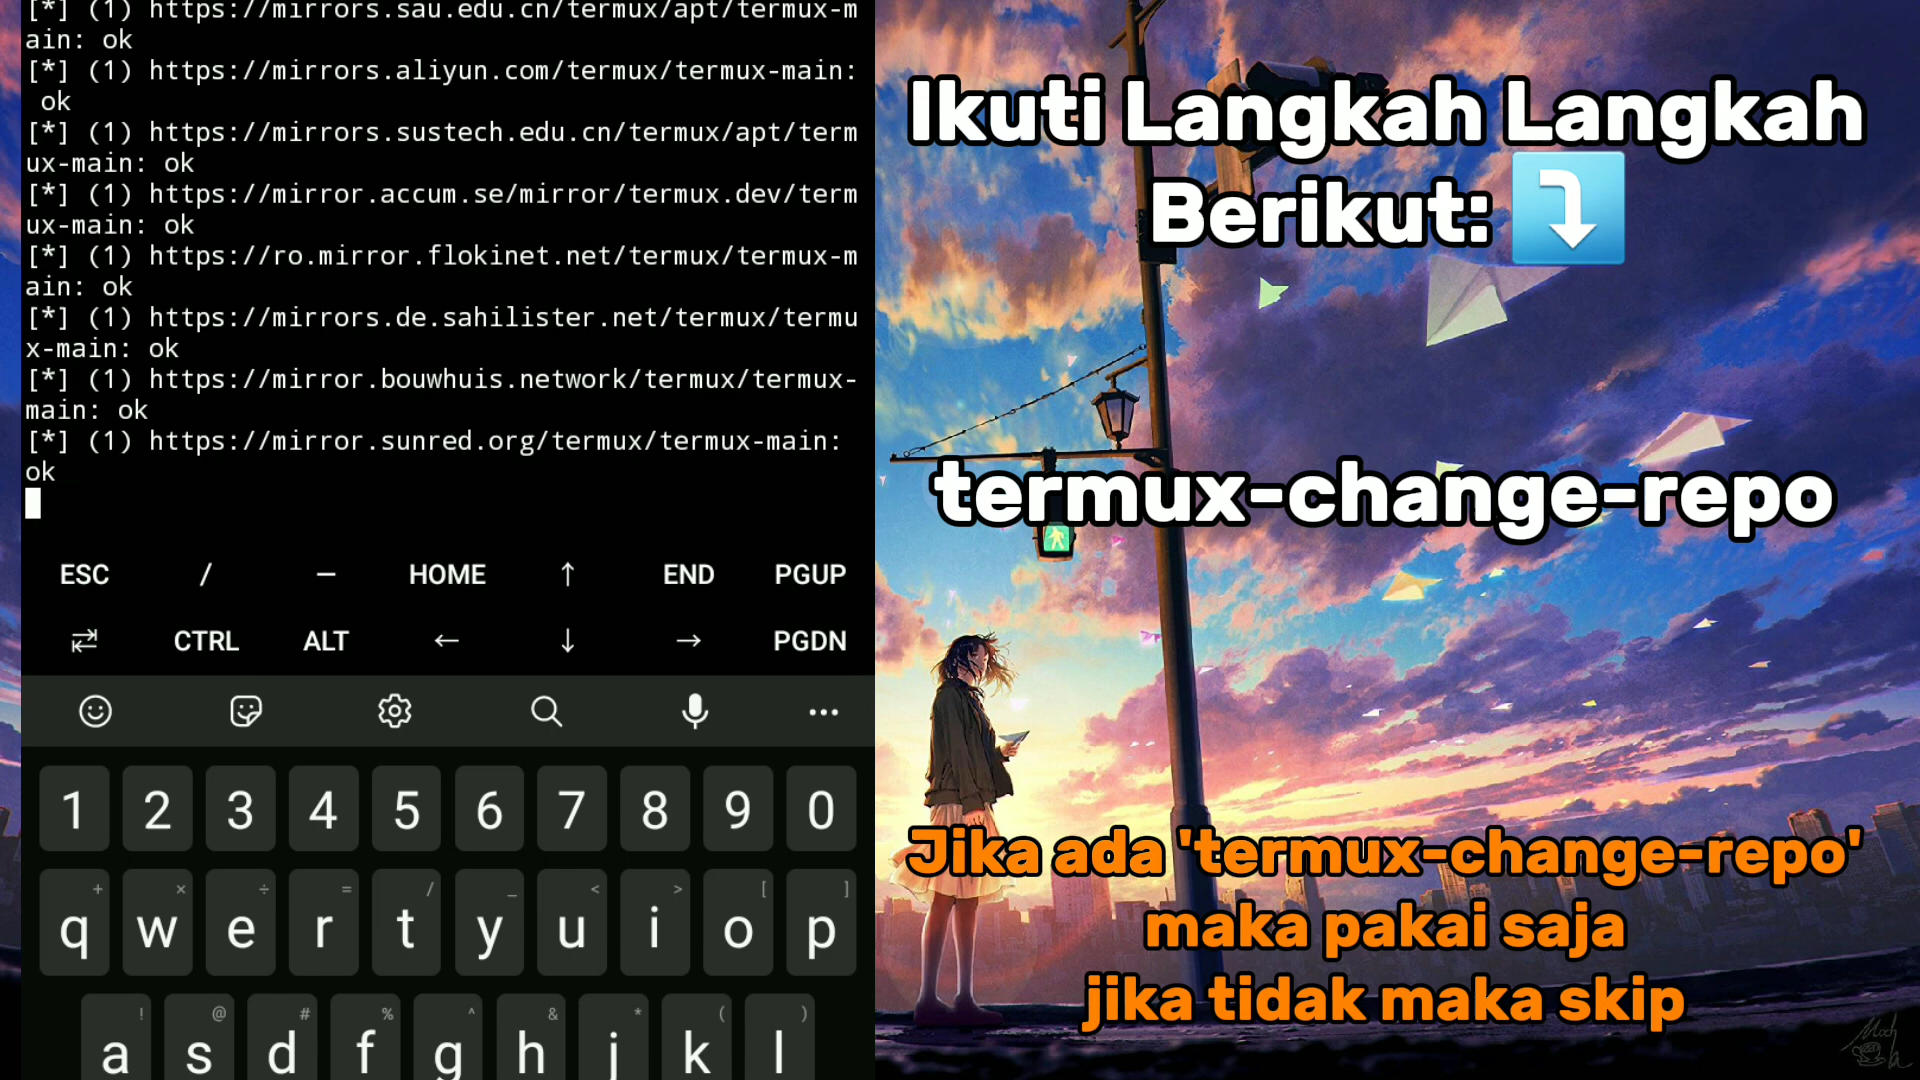 [*] (1) https://mirrors.sau.edu.cn/termux/apt/termux-m
ain: ok
[*] (1) https://mirrors.aliyun.com/termux/termux-main:
ok
[*] (1) https://mirrors.sustech.edu.cn/termux/apt/term
ux-main: ok
[*] (1) https://mirror.accum.se/mirror/termux.dev/term
ux-main: ok
[*] (1) https://ro.mirror.flokinet.net/termux/termux-m
ain: ok
[*] (1) https://mirrors.de.sahilister.net/termux/termu
x-main: ok
[*] (1) https://mirror.bouwhuis.network/termux/termux-
main: ok
[*] (1) https://mirror.sunred.org/termux/termux-main:
ok
ESC / — HOME ↑ END PGUP
⇄ CTRL ALT ← ↓ → PGDN
1 2 3 4 5 6 7 8 9 0
+ × ÷ = / _ < > [ ]
q w e r t y u i o p
! @ # % ^ & * ( )
a s d f g h j k l
Ikuti Langkah Langkah
Berikut: ⤵
termux-change-repo
Jika ada 'termux-change-repo'
maka pakai saja
jika tidak maka skip